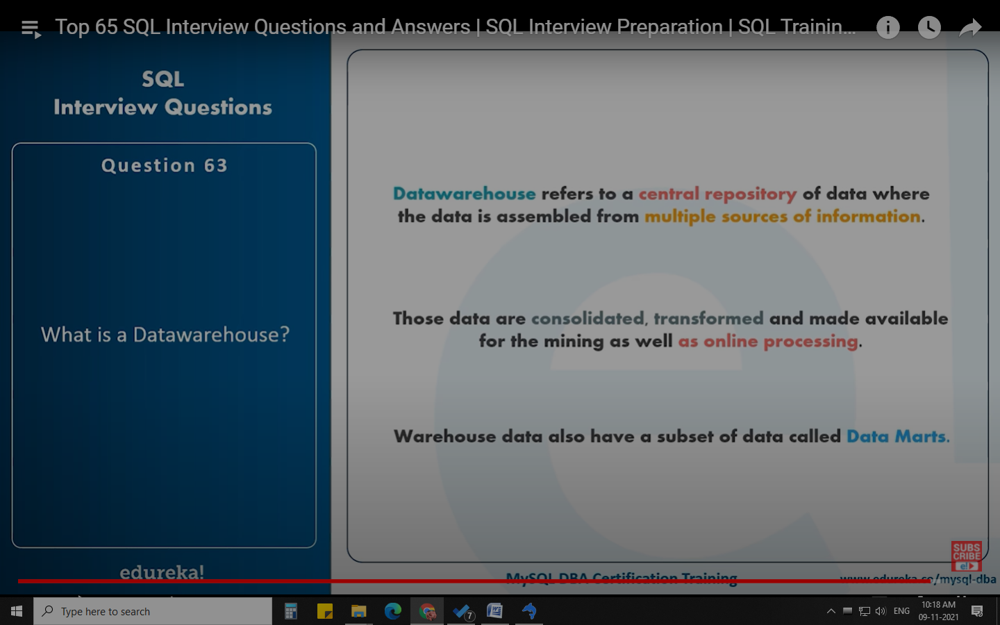 Top 65 SQL Interview Questions and Answers | SQL Interview Preparation | SQL Trainin...
SQL
Interview Questions
Question 63
What is a Datawarehouse?
edureka!
Datawarehouse refers to a central repository of data where
the data is assembled from multiple sources of information.
Those data are consolidated, transformed and made available
for the mining as well as online processing.
Warehouse data also have a subset of data called Data Marts.
SUBS
CRIBE
e!
MySQL DBA Certification Training
www.edureka.co/mysql-dba
Type here to search
7
ENG
10:18 AM
09-11-2021